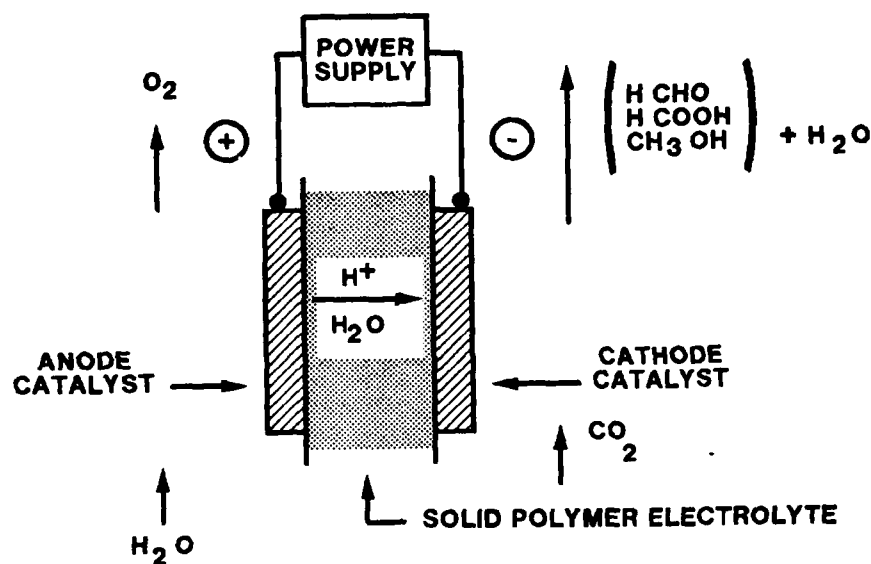 POWER
SUPPLY
O2
+
-
H CHO
H COOH
CH3 OH
+ H2O
H+
H2O
ANODE
CATALYST
CATHODE
CATALYST
CO2
SOLID POLYMER ELECTROLYTE
H2O